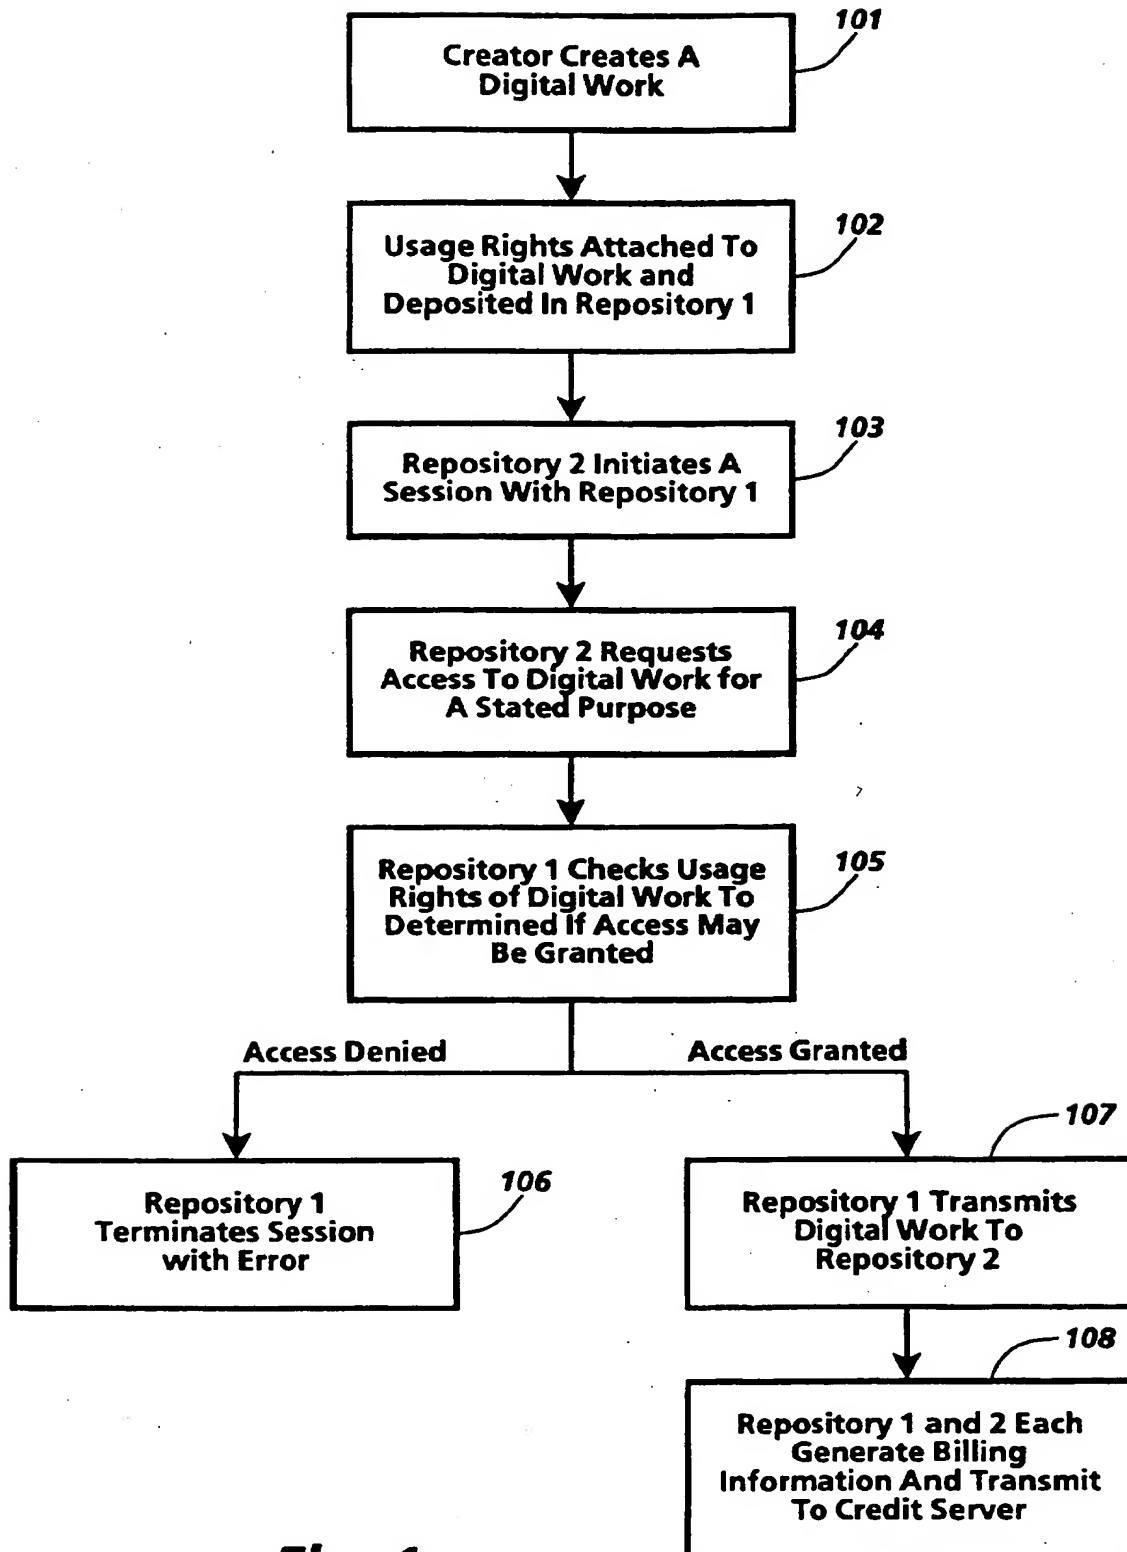 101
Creator Creates A
Digital Work
102
Usage Rights Attached To
Digital Work and
Deposited In Repository 1
103
Repository 2 Initiates A
Session With Repository 1
104
Repository 2 Requests
Access To Digital Work for
A Stated Purpose
105
Repository 1 Checks Usage
Rights of Digital Work To
Determined If Access May
Be Granted
Access Denied
Access Granted
106
Repository 1
Terminates Session
with Error
107
Repository 1 Transmits
Digital Work To
Repository 2
108
Repository 1 and 2 Each
Generate Billing
Information And Transmit
To Credit Server